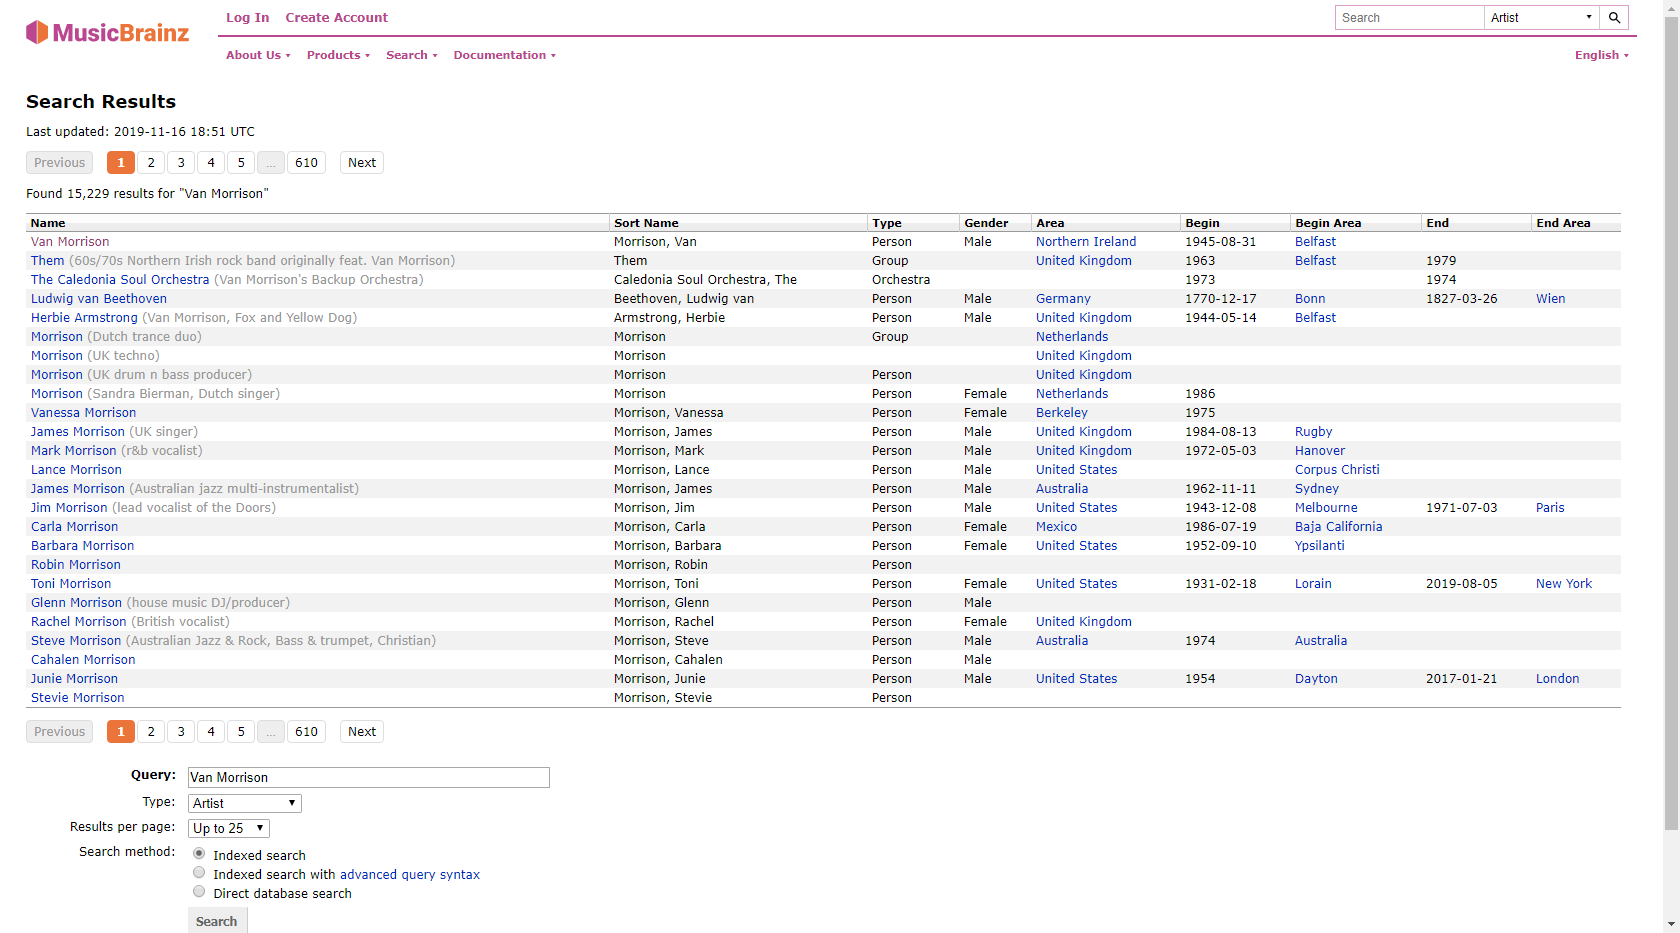 MusicBrainz
Log In Create Account
Search Artist
About Us Products Search Documentation English
Search Results
Last updated: 2019-11-16 18:51 UTC
Previous 1 2 3 4 5 ... 610 Next
Found 15,229 results for "Van Morrison"
Name Sort Name Type Gender Area Begin Begin Area End End Area
Van Morrison Morrison, Van Person Male Northern Ireland 1945-08-31 Belfast
Them (60s/70s Northern Irish rock band originally feat. Van Morrison) Them Group United Kingdom 1963 Belfast 1979
The Caledonia Soul Orchestra (Van Morrison's Backup Orchestra) Caledonia Soul Orchestra, The Orchestra 1973 1974
Ludwig van Beethoven Beethoven, Ludwig van Person Male Germany 1770-12-17 Bonn 1827-03-26 Wien
Herbie Armstrong (Van Morrison, Fox and Yellow Dog) Armstrong, Herbie Person Male United Kingdom 1944-05-14 Belfast
Morrison (Dutch trance duo) Morrison Group Netherlands
Morrison (UK techno) Morrison United Kingdom
Morrison (UK drum n bass producer) Morrison Person United Kingdom
Morrison (Sandra Bierman, Dutch singer) Morrison Person Female Netherlands 1986
Vanessa Morrison Morrison, Vanessa Person Female Berkeley 1975
James Morrison (UK singer) Morrison, James Person Male United Kingdom 1984-08-13 Rugby
Mark Morrison (r&b vocalist) Morrison, Mark Person Male United Kingdom 1972-05-03 Hanover
Lance Morrison Morrison, Lance Person Male United States Corpus Christi
James Morrison (Australian jazz multi-instrumentalist) Morrison, James Person Male Australia 1962-11-11 Sydney
Jim Morrison (lead vocalist of the Doors) Morrison, Jim Person Male United States 1943-12-08 Melbourne 1971-07-03 Paris
Carla Morrison Morrison, Carla Person Female Mexico 1986-07-19 Baja California
Barbara Morrison Morrison, Barbara Person Female United States 1952-09-10 Ypsilanti
Robin Morrison Morrison, Robin Person
Toni Morrison Morrison, Toni Person Female United States 1931-02-18 Lorain 2019-08-05 New York
Glenn Morrison (house music DJ/producer) Morrison, Glenn Person Male
Rachel Morrison (British vocalist) Morrison, Rachel Person Female United Kingdom
Steve Morrison (Australian Jazz & Rock, Bass & trumpet, Christian) Morrison, Steve Person Male Australia 1974 Australia
Cahalen Morrison Morrison, Cahalen Person Male
Junie Morrison Morrison, Junie Person Male United States 1954 Dayton 2017-01-21 London
Stevie Morrison Morrison, Stevie Person
Previous 1 2 3 4 5 ... 610 Next
Query: Van Morrison
Type: Artist
Results per page: Up to 25
Search method: Indexed search
Indexed search with advanced query syntax
Direct database search
Search